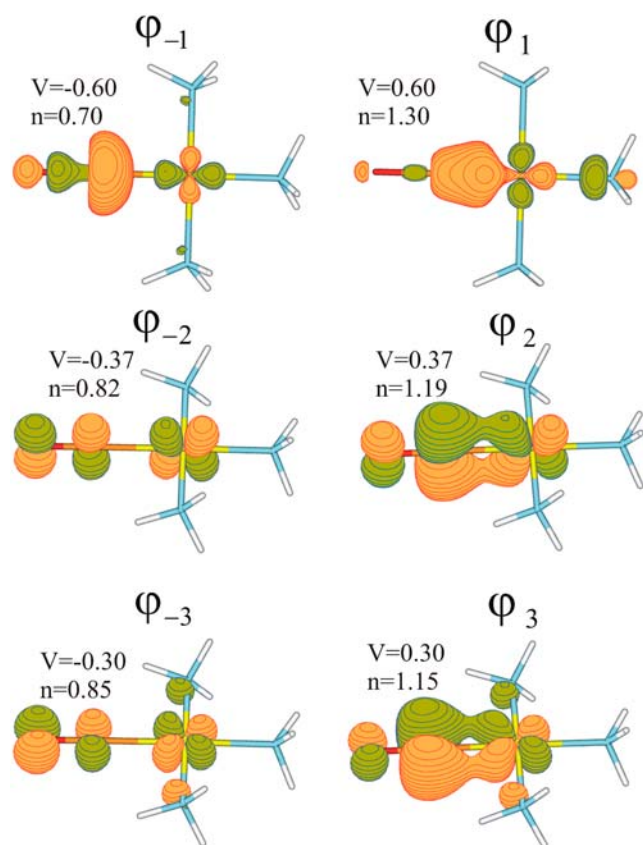 φ₋₁
V=-0.60
n=0.70
φ₁
V=0.60
n=1.30
φ₋₂
V=-0.37
n=0.82
φ₂
V=0.37
n=1.19
φ₋₃
V=-0.30
n=0.85
φ₃
V=0.30
n=1.15